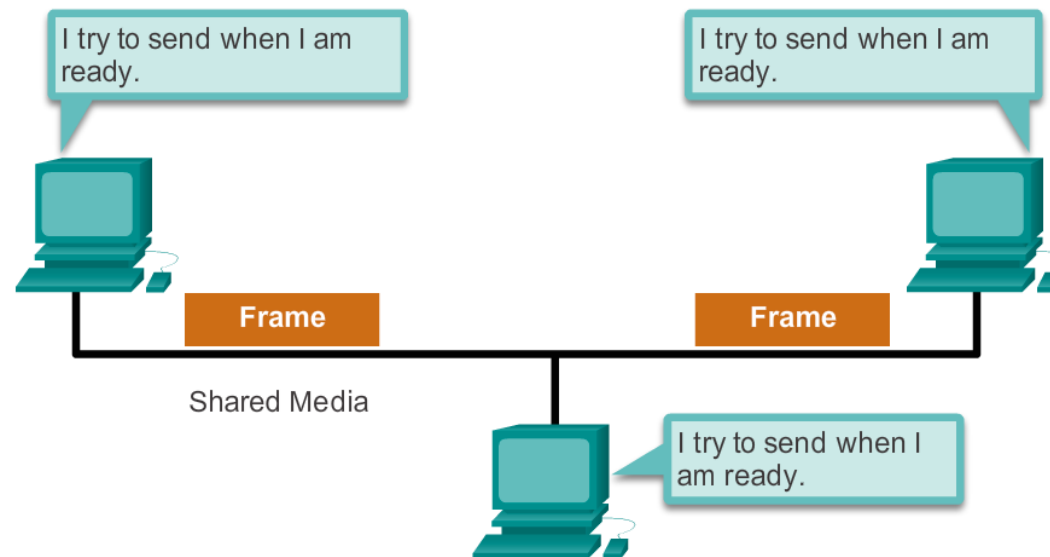 I try to send when I am
ready.
I try to send when I am
ready.
Frame
Frame
Shared Media
I try to send when I
am ready.